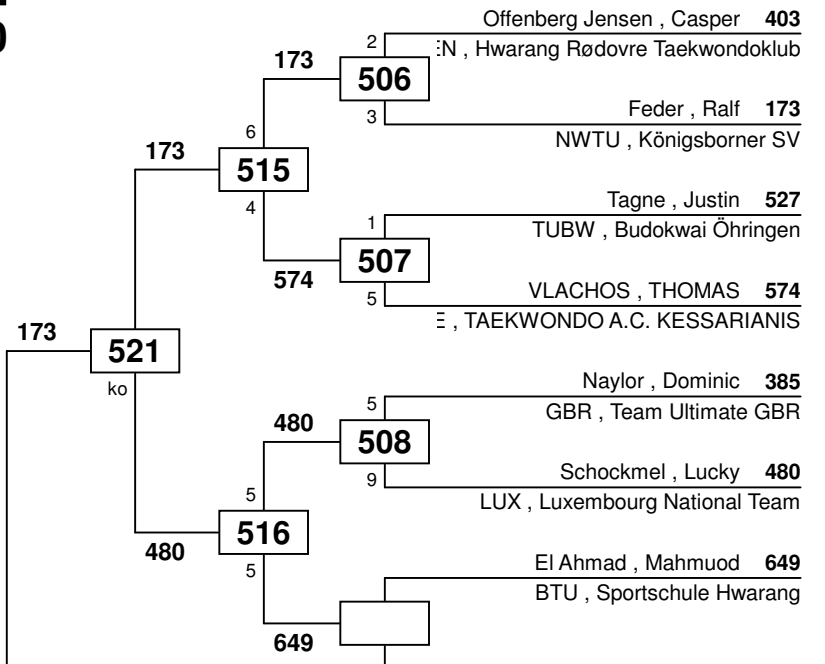 Offenberg Jensen , Casper 403
2
EN , Hwarang Rødovre Taekwondoklub
173
506
Feder , Ralf 173
3
NWTU , Königsborner SV
6
173
515
Tagne , Justin 527
4
1
TUBW , Budokwai Öhringen
507
574
VLACHOS , THOMAS 574
5
E , TAEKWONDO A.C. KESSARIANIS
173
521
Naylor , Dominic 385
ko
5
GBR , Team Ultimate GBR
480
508
Schockmel , Lucky 480
9
5
LUX , Luxembourg National Team
516
480
El Ahmad , Mahmuod 649
5
BTU , Sportschule Hwarang
649